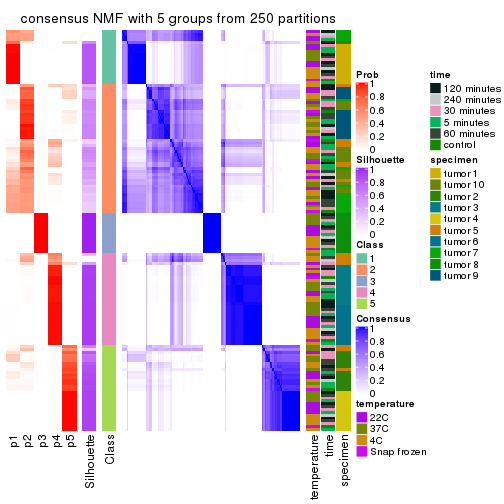 consensus NMF with 5 groups from 250 partitions
p1
p2
p3
p4
p5
Silhouette
Class
temperature
time
specimen
Prob
1
0.8
0.6
0.4
0.2
0
Silhouette
1
0.8
0.6
0.4
0.2
0
Class
1
2
3
4
5
Consensus
1
0.8
0.6
0.4
0.2
0
temperature
22C
37C
4C
Snap frozen
time
120 minutes
240 minutes
30 minutes
5 minutes
60 minutes
control
specimen
tumor 1
tumor 10
tumor 2
tumor 3
tumor 4
tumor 5
tumor 6
tumor 7
tumor 8
tumor 9